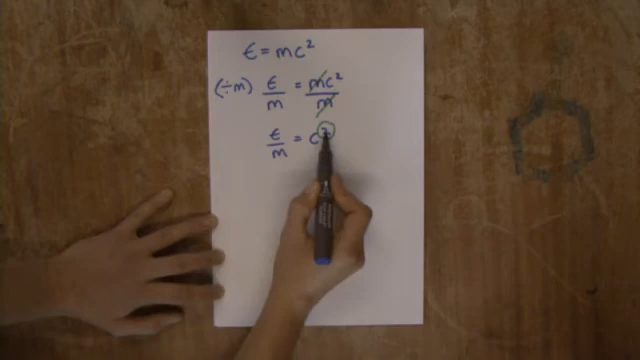 E = mc²
(÷m) E/m = mc²/m
E/m = c²